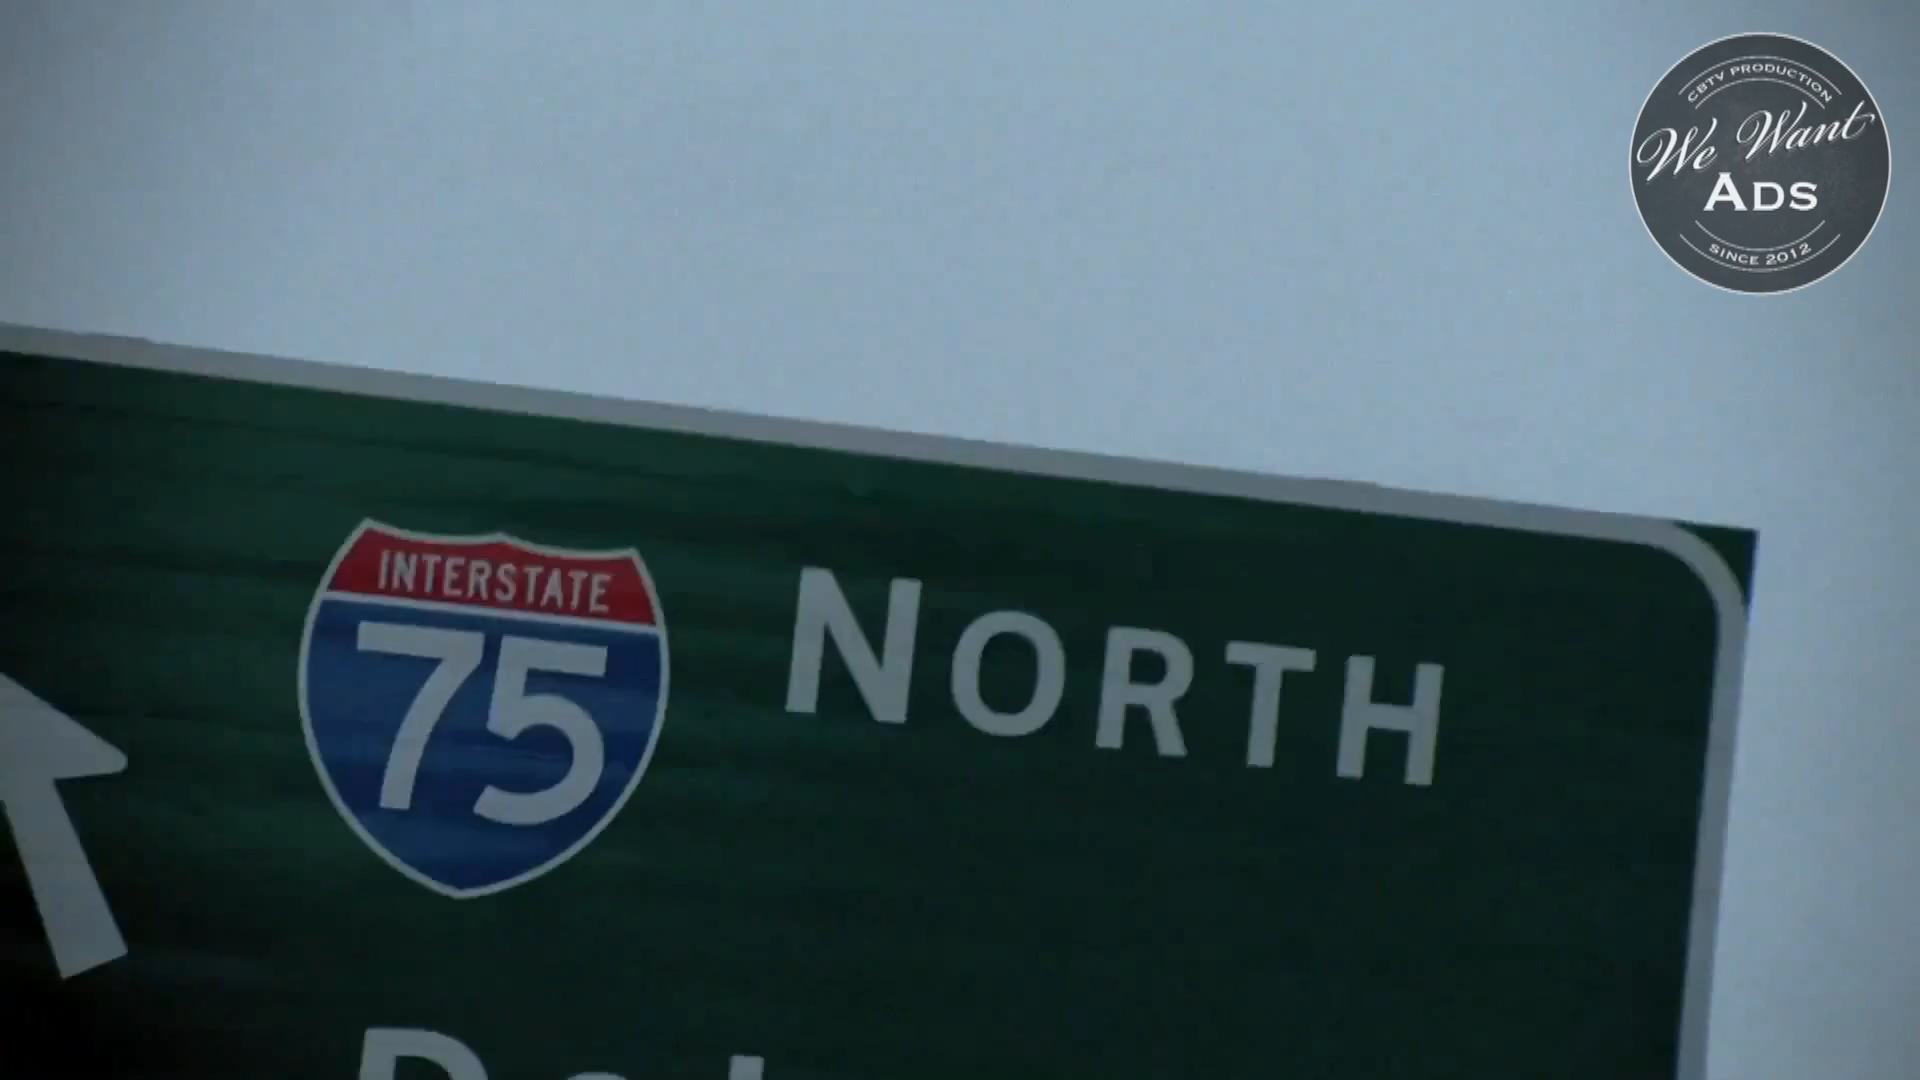 CBTV PRODUCTION
We Want
ADS
SINCE 2012
INTERSTATE
75
NORTH